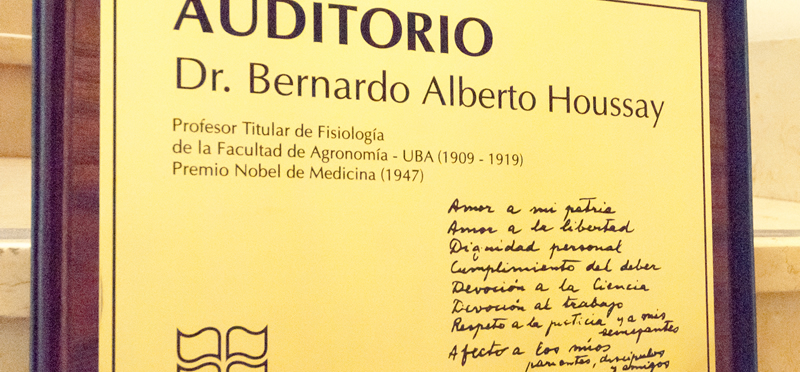 AUDITORIO
Dr. Bernardo Alberto Houssay
Profesor Titular de Fisiología
de la Facultad de Agronomía - UBA (1909 - 1919)
Premio Nobel de Medicina (1947)
Amor a mi patria
Amor a la libertad
Dignidad personal
Cumplimiento del deber
Devoción a la Ciencia
Devoción al trabajo
Respeto a la justicia y a mis
semejantes
Afecto a los míos
parientes, discípulos
y amigos